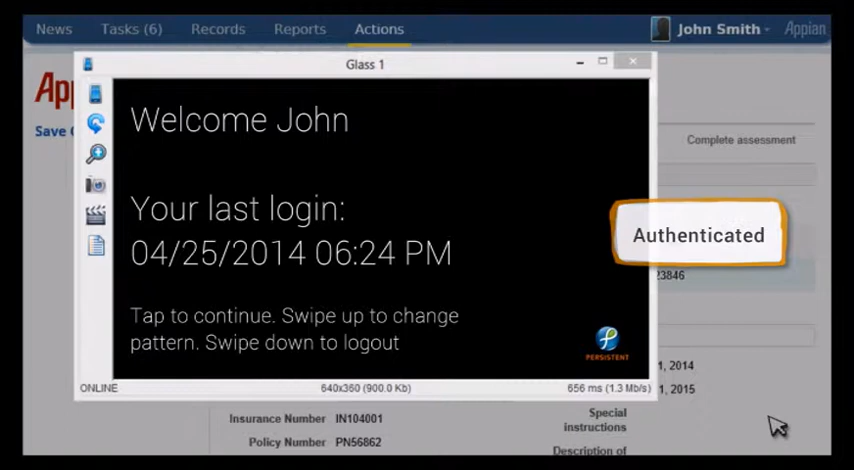 News Tasks (6) Records Reports Actions John Smith Appian
Glass 1
App
Save
Complete assessment
Welcome John
Your last login:
04/25/2014 06:24 PM
Authenticated
23846
Tap to continue. Swipe up to change
pattern. Swipe down to logout
PERSISTENT
1, 2014
ONLINE 640x360 (900.0 Kb) 656 ms (1.3 Mb/s)
1, 2015
Insurance Number IN104001
Special
instructions
Policy Number PN56862
Description of